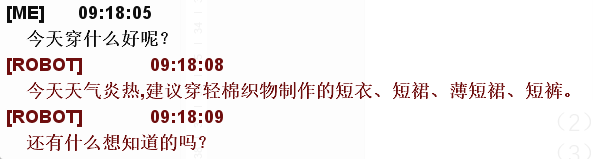 [ME] 09:18:05
今天穿什么好呢?
[ROBOT] 09:18:08
今天天气炎热,建议穿轻棉织物制作的短衣、短裙、薄短裙、短裤。
[ROBOT] 09:18:09
还有什么想知道的吗?
(2)
(3)